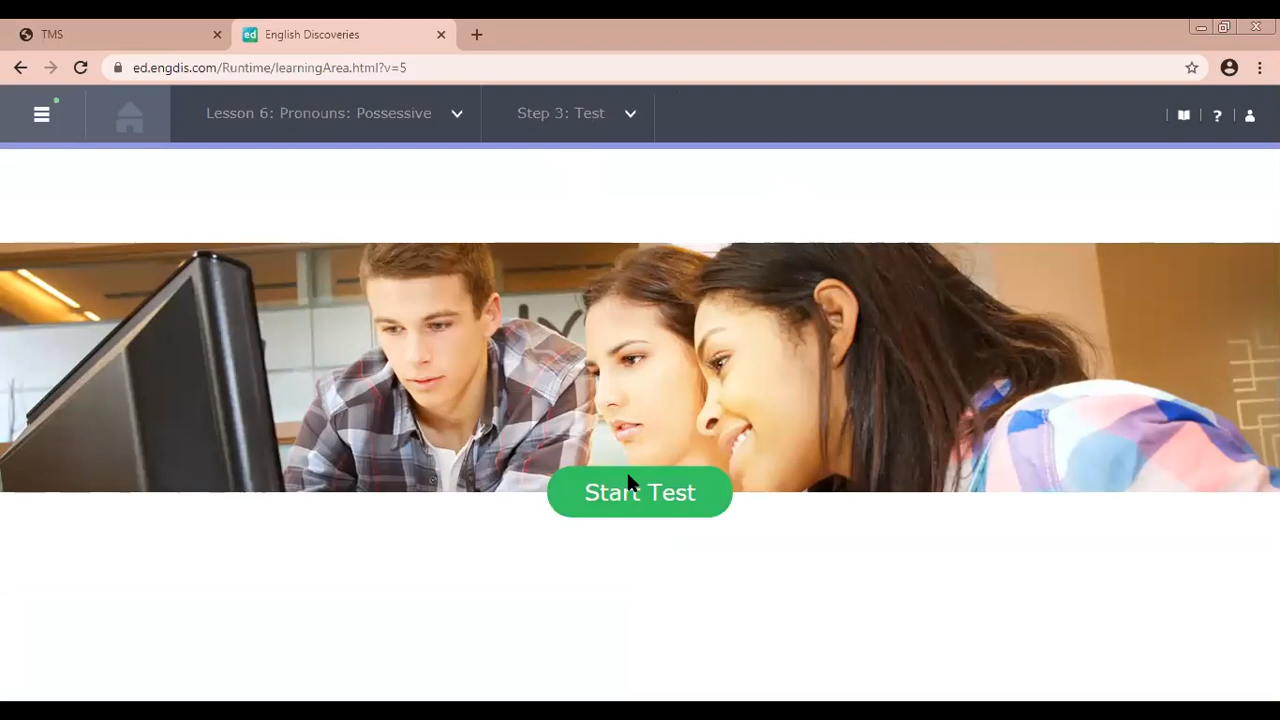 TMS
ed English Discoveries
ed.engdis.com/Runtime/learningArea.html?v=5
Lesson 6: Pronouns: Possessive
Step 3: Test
?
Start Test